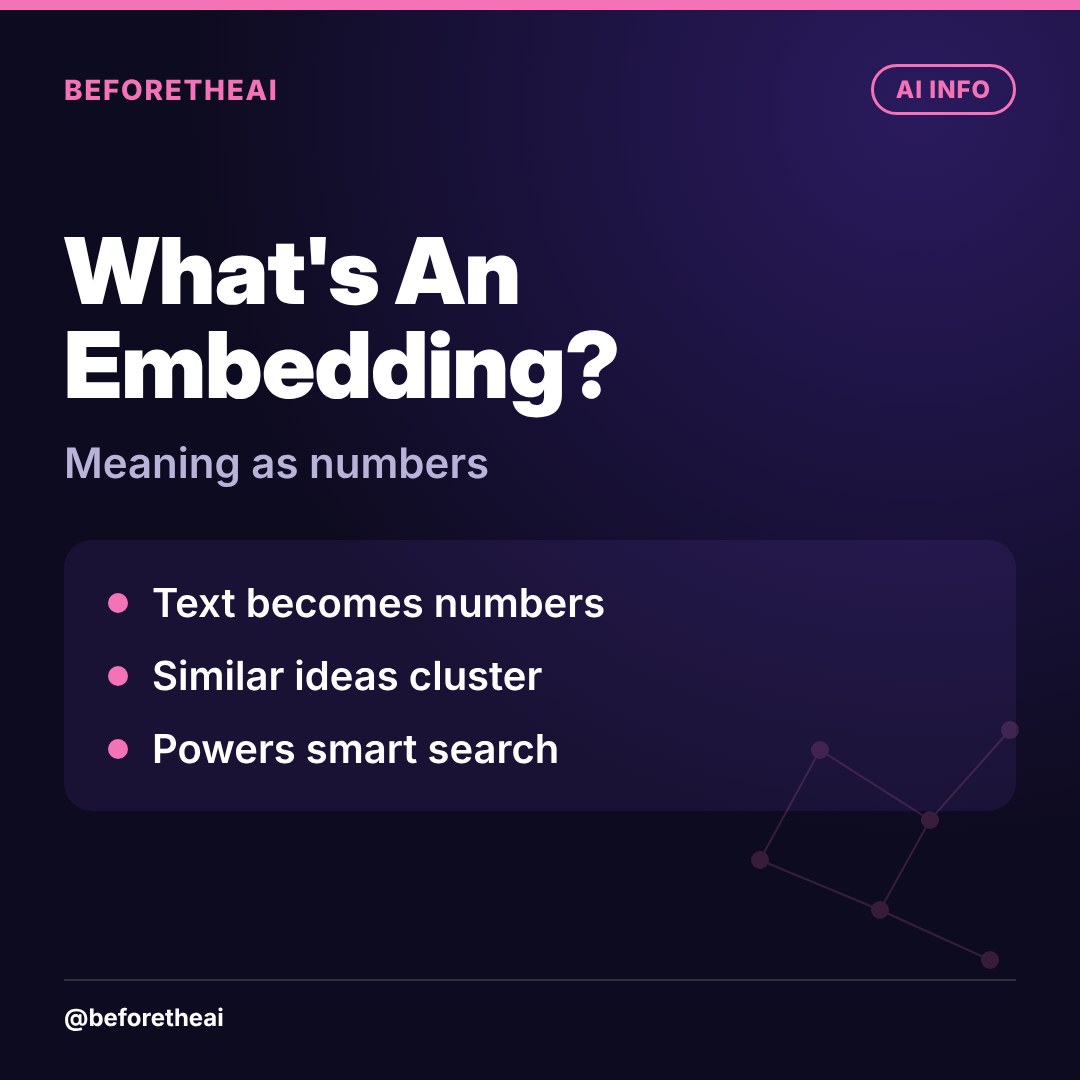 BEFORETHEAI
AI INFO
What's An
Embedding?
Meaning as numbers
Text becomes numbers
Similar ideas cluster
Powers smart search
@beforetheai